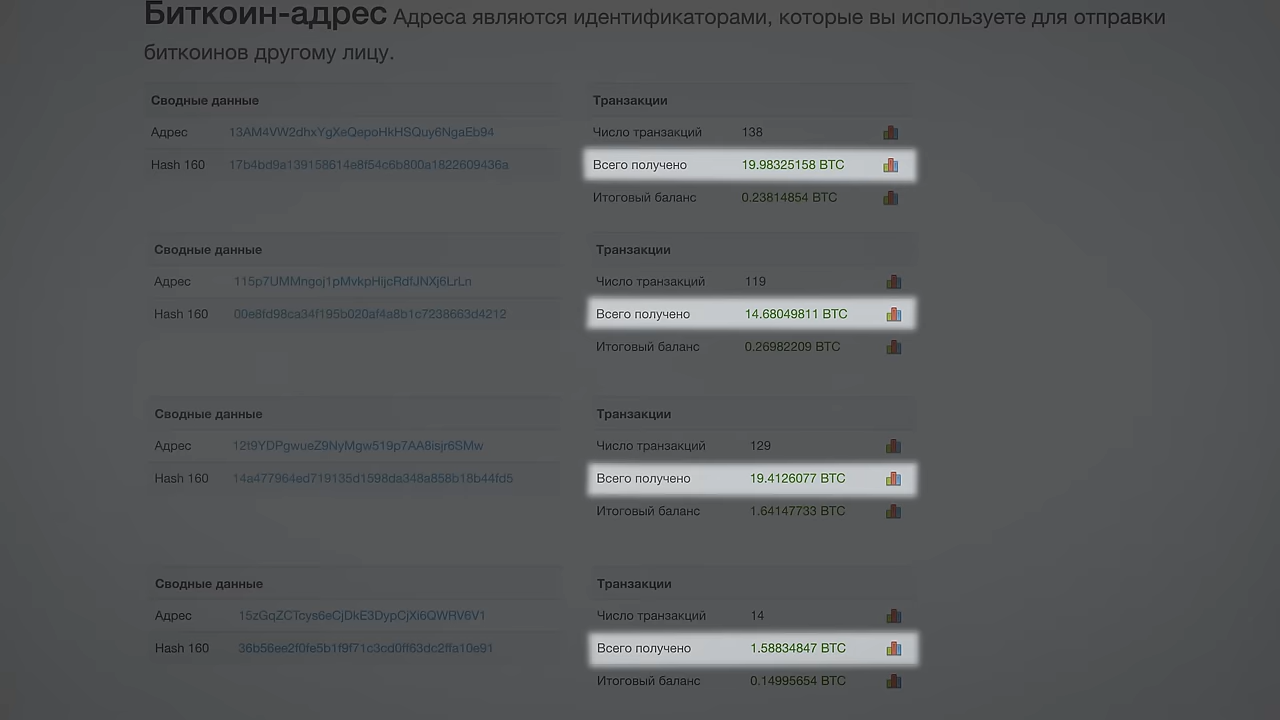 Биткоин-адрес Адреса являются идентификаторами, которые вы используете для отправки
биткоинов другому лицу.
Сводные данные Транзакции
Адрес 13AM4VW2dhxYgXeQepoHkHSQuy6NgaEb94 Число транзакций 138
Hash 160 17b4bd9a139158614e8f54c6b800a1822609436a Всего получено 19.98325158 BTC
Итоговый баланс 0.23814854 BTC
Сводные данные Транзакции
Адрес 115p7UMMngoj1pMvkpHijcRdfJNXj6LrLn Число транзакций 119
Hash 160 00e8fd98ca34f195b020af4a8b1c7238663d4212 Всего получено 14.68049811 BTC
Итоговый баланс 0.26982209 BTC
Сводные данные Транзакции
Адрес 12t9YDPgwueZ9NyMgw519p7AA8isjr6SMw Число транзакций 129
Hash 160 14a477964ed719135d1598da348a858b18b44fd5 Всего получено 19.4126077 BTC
Итоговый баланс 1.64147733 BTC
Сводные данные Транзакции
Адрес 15zGqZCTcys6eCjDkE3DypCjXi6QWRV6V1 Число транзакций 14
Hash 160 36b56ee2f0fe5b1f9f71c3cd0ff63dc2ffa10e91 Всего получено 1.58834847 BTC
Итоговый баланс 0.14995654 BTC